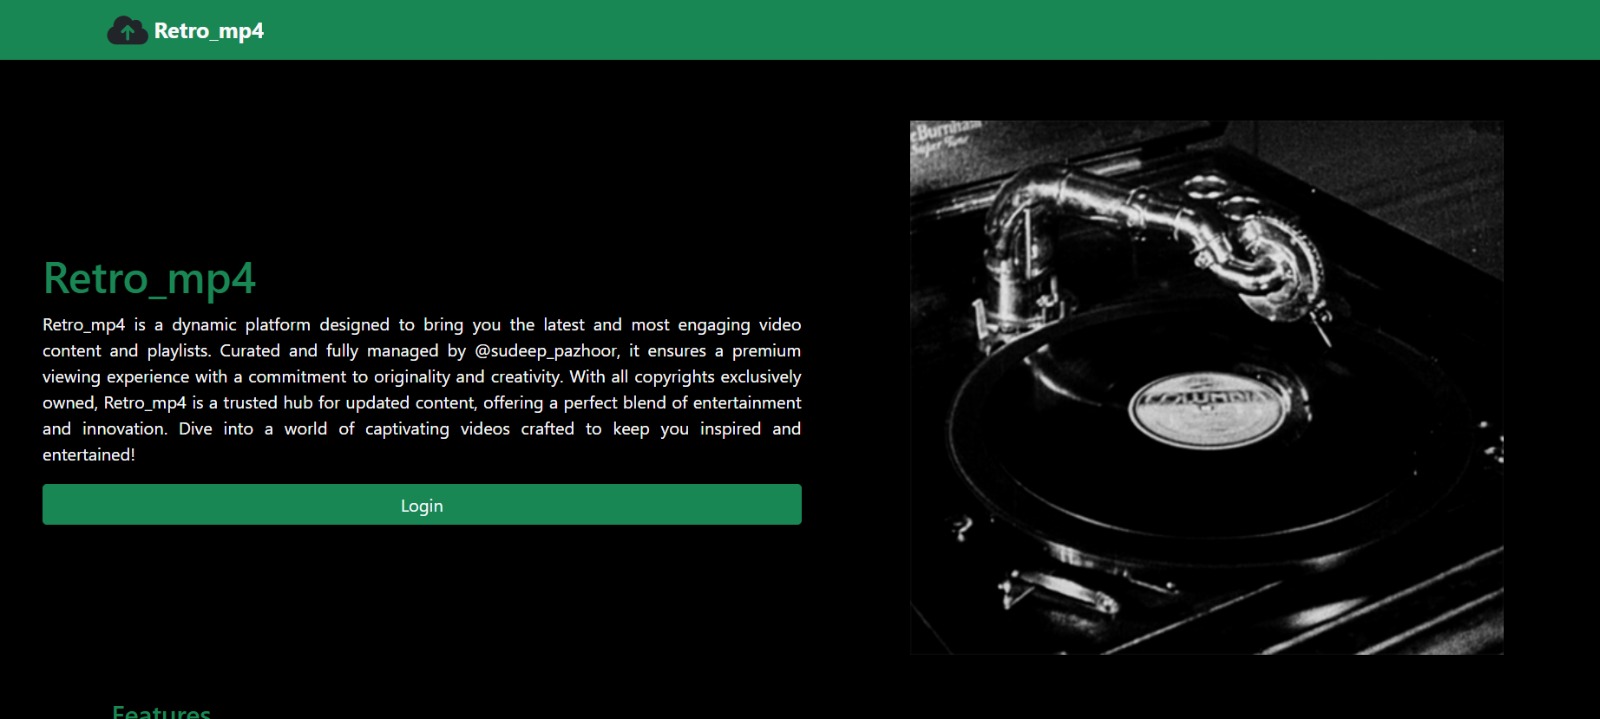 Retro_mp4
Retro_mp4
Retro_mp4 is a dynamic platform designed to bring you the latest and most engaging video
content and playlists. Curated and fully managed by @sudeep_pazhoor, it ensures a premium
viewing experience with a commitment to originality and creativity. With all copyrights exclusively
owned, Retro_mp4 is a trusted hub for updated content, offering a perfect blend of entertainment
and innovation. Dive into a world of captivating videos crafted to keep you inspired and
entertained!
Login
Super Tone
COLUMBIA
Features